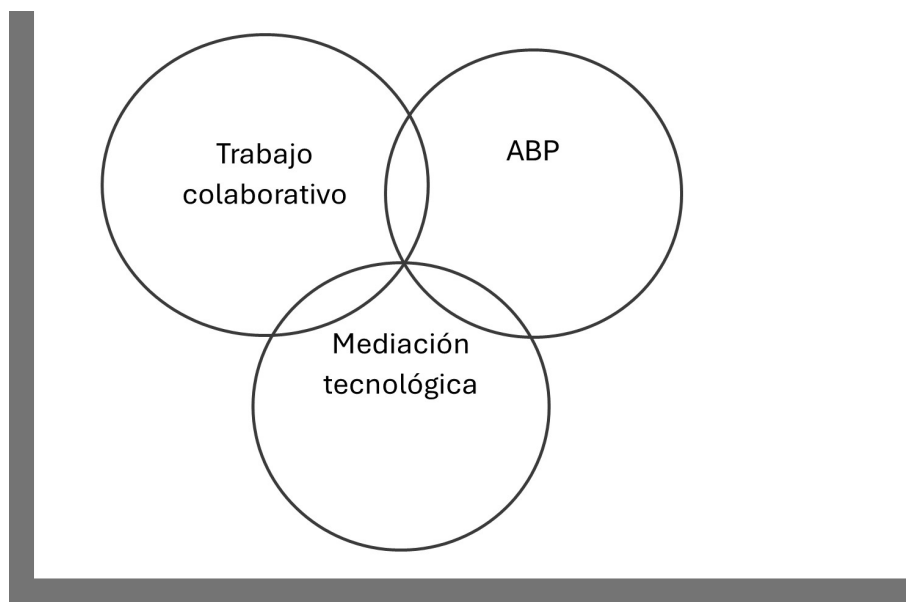 Trabajo
colaborativo
ABP
Mediación
tecnológica